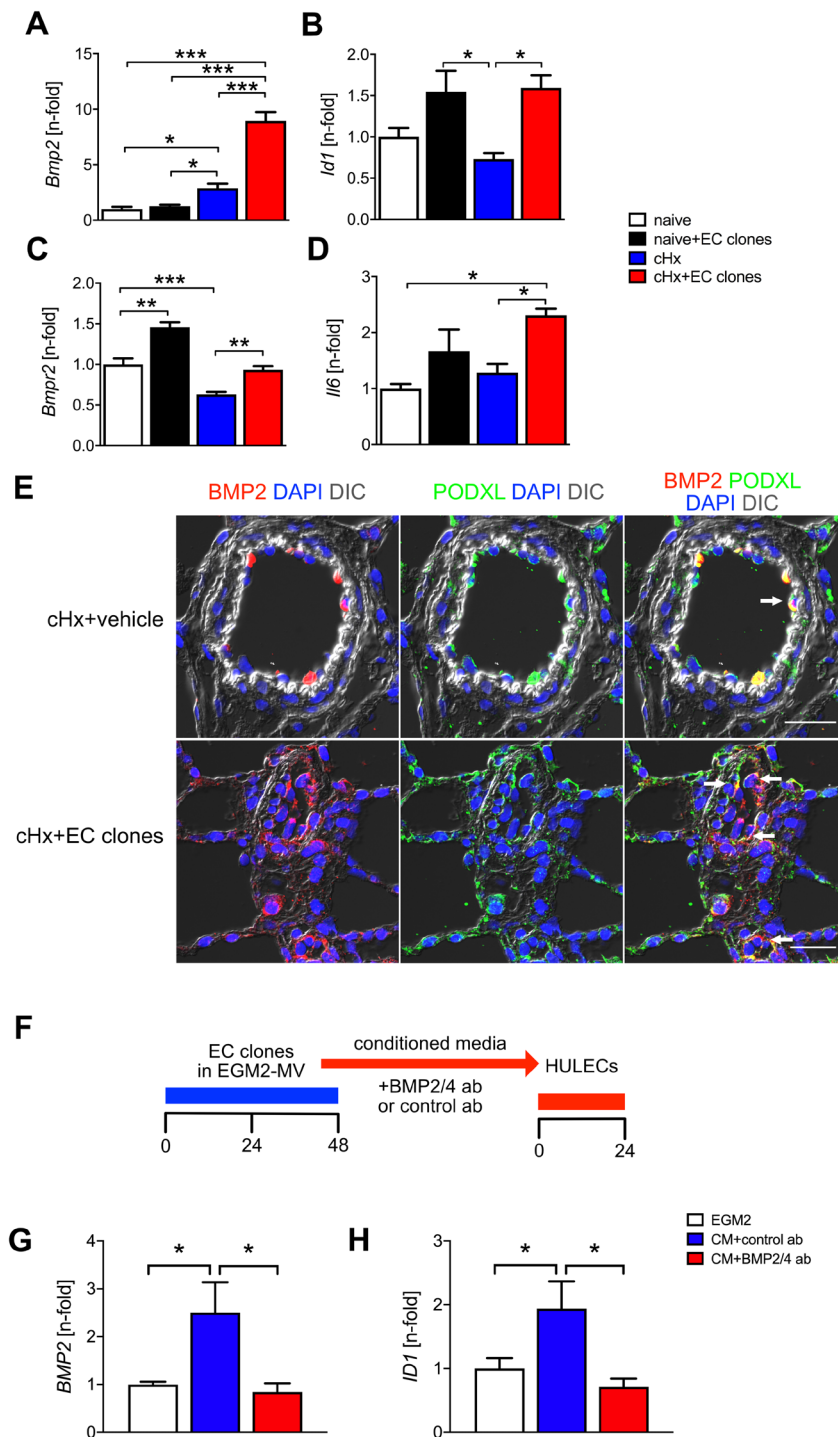 A
B
***
***
***
*
*
15
10
5
0
Bmp2 [n-fold]
*
*
2.0
1.5
1.0
0.5
0.0
Id1 [n-fold]
naive
naive+EC clones
cHx
cHx+EC clones
C
D
***
**
**
2.0
1.5
1.0
0.5
0.0
Bmpr2 [n-fold]
*
*
3
2
1
0
Il6 [n-fold]
E
BMP2 DAPI DIC
PODXL DAPI DIC
BMP2 PODXL
DAPI DIC
cHx+vehicle
cHx+EC clones
F
EC clones
in EGM2-MV
conditioned media
+BMP2/4 ab
or control ab
HULECs
0
24
48
0
24
EGM2
CM+control ab
CM+BMP2/4 ab
G
H
*
*
4
3
2
1
0
BMP2 [n-fold]
*
*
3
2
1
0
ID1 [n-fold]